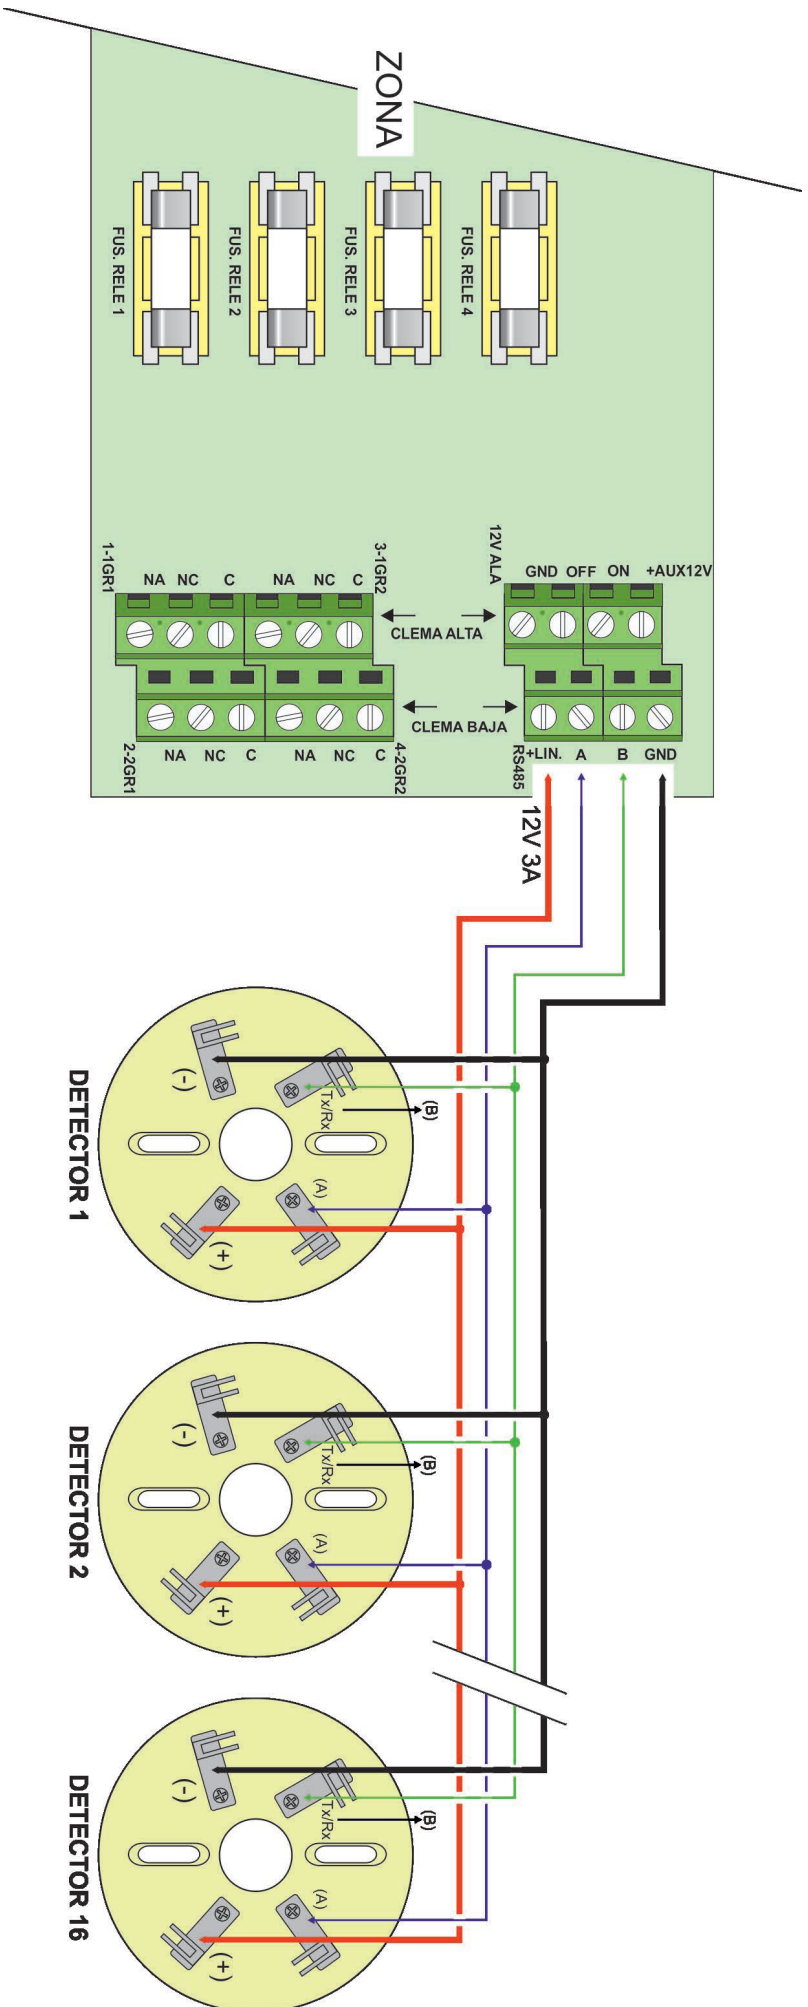 ZONA
FUS. RELE 1
FUS. RELE 2
FUS. RELE 3
FUS. RELE 4
1-1GR1
NA NC C
NA NC C
3-1GR2
CLEMA ALTA
12V ALA
GND OFF ON +AUX12V
2-2GR1
NA NC C
NA NC C
4-2GR2
CLEMA BAJA
RS485
+LIN. A B GND
12V 3A
DETECTOR 1
(-)
Tx/Rx
(B)
(A)
(+)
DETECTOR 2
(-)
Tx/Rx
(B)
(A)
(+)
DETECTOR 16
(-)
Tx/Rx
(B)
(A)
(+)